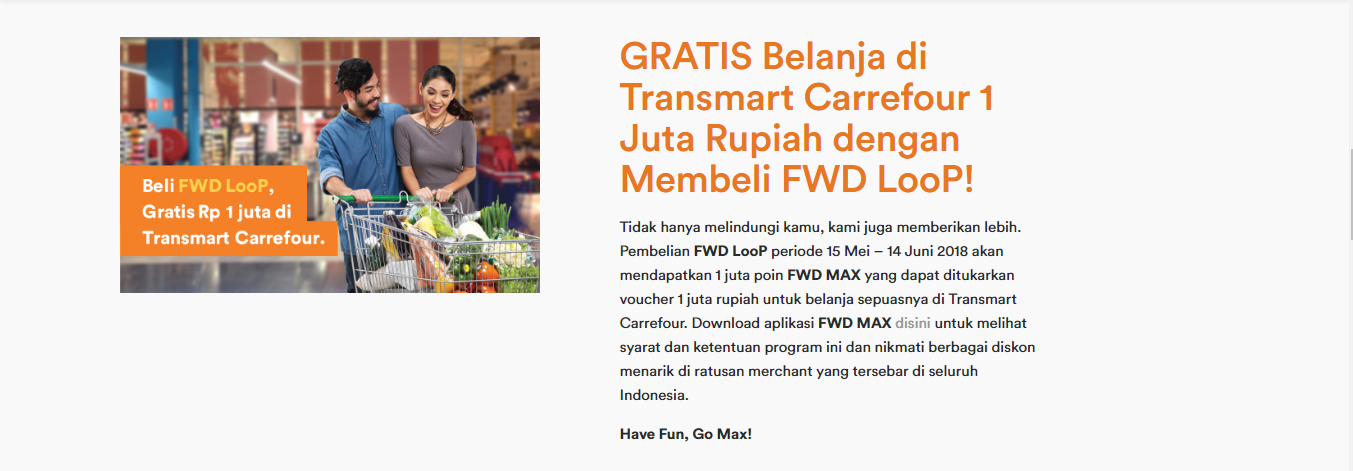 Beli FWD LooP,
Gratis Rp 1 juta di
Transmart Carrefour.
GRATIS Belanja di
Transmart Carrefour 1
Juta Rupiah dengan
Membeli FWD LooP!
Tidak hanya melindungi kamu, kami juga memberikan lebih.
Pembelian FWD LooP periode 15 Mei – 14 Juni 2018 akan
mendapatkan 1 juta poin FWD MAX yang dapat ditukarkan
voucher 1 juta rupiah untuk belanja sepuasnya di Transmart
Carrefour. Download aplikasi FWD MAX disini untuk melihat
syarat dan ketentuan program ini dan nikmati berbagai diskon
menarik di ratusan merchant yang tersebar di seluruh
Indonesia.
Have Fun, Go Max!